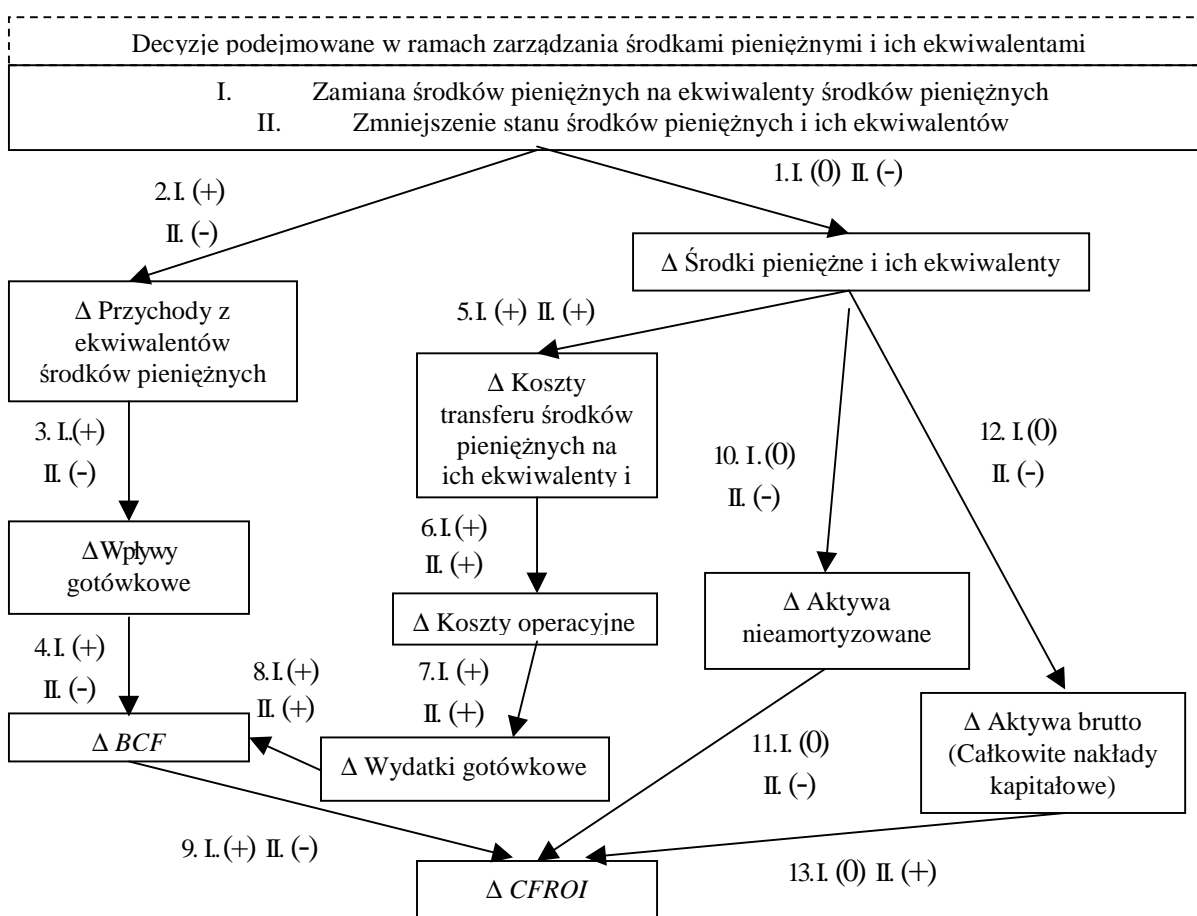 Decyzje podejmowane w ramach zarządzania środkami pieniężnymi i ich ekwiwalentami
I. Zamiana środków pieniężnych na ekwiwalenty środków pieniężnych
II. Zmniejszenie stanu środków pieniężnych i ich ekwiwalentów
1. I. (0) II. (-)
2. I. (+)
II. (-)
Δ Środki pieniężne i ich ekwiwalenty
Δ Przychody z
ekwiwalentów
środków pieniężnych
5. I. (+) II. (+)
Δ Koszty
transferu środków
pieniężnych na
ich ekwiwalenty i
3. I..(+)
II. (-)
10. I. (0)
II. (-)
12. I. (0)
II. (-)
6.I. (+)
II. (+)
Δ Wpływy
gotówkowe
Δ Koszty operacyjne
Δ Aktywa
nieamortyzowane
4. I. (+)
II. (-)
8. I. (+)
II. (+)
7. I. (+)
II. (+)
Δ BCF
Δ Wydatki gotówkowe
11. I. (0)
II. (-)
Δ Aktywa brutto
(Całkowite nakłady
kapitałowe)
9. I.. (+) II. (-)
Δ CFROI
13. I. (0) II. (+)